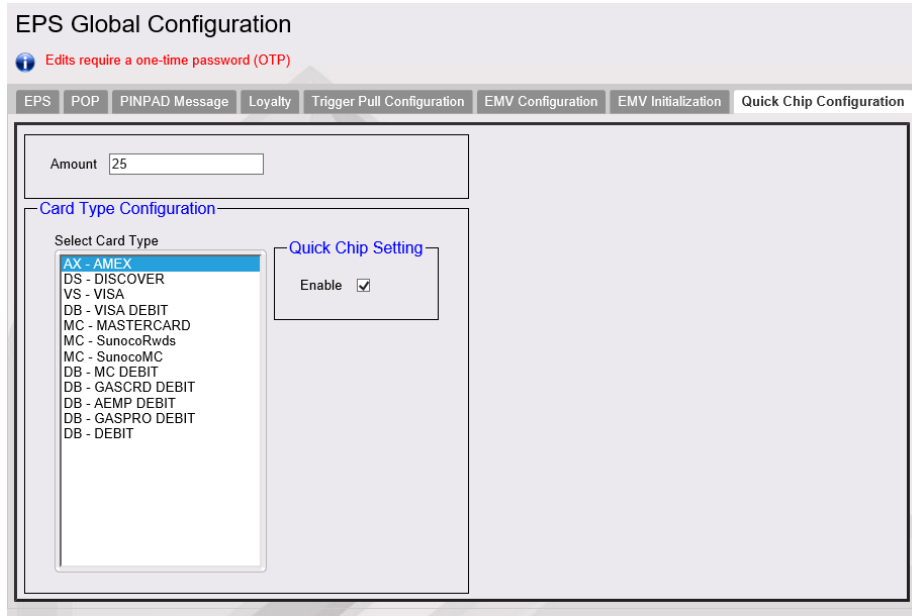 EPS Global Configuration
Edits require a one-time password (OTP)
EPS POP PINPAD Message Loyalty Trigger Pull Configuration EMV Configuration EMV Initialization Quick Chip Configuration
Amount 25
Card Type Configuration
Select Card Type
Quick Chip Setting
Enable
AX - AMEX
DS - DISCOVER
VS - VISA
DB - VISA DEBIT
MC - MASTERCARD
MC - SunocoRwds
MC - SunocoMC
DB - MC DEBIT
DB - GASCRD DEBIT
DB - AEMP DEBIT
DB - GASPRO DEBIT
DB - DEBIT